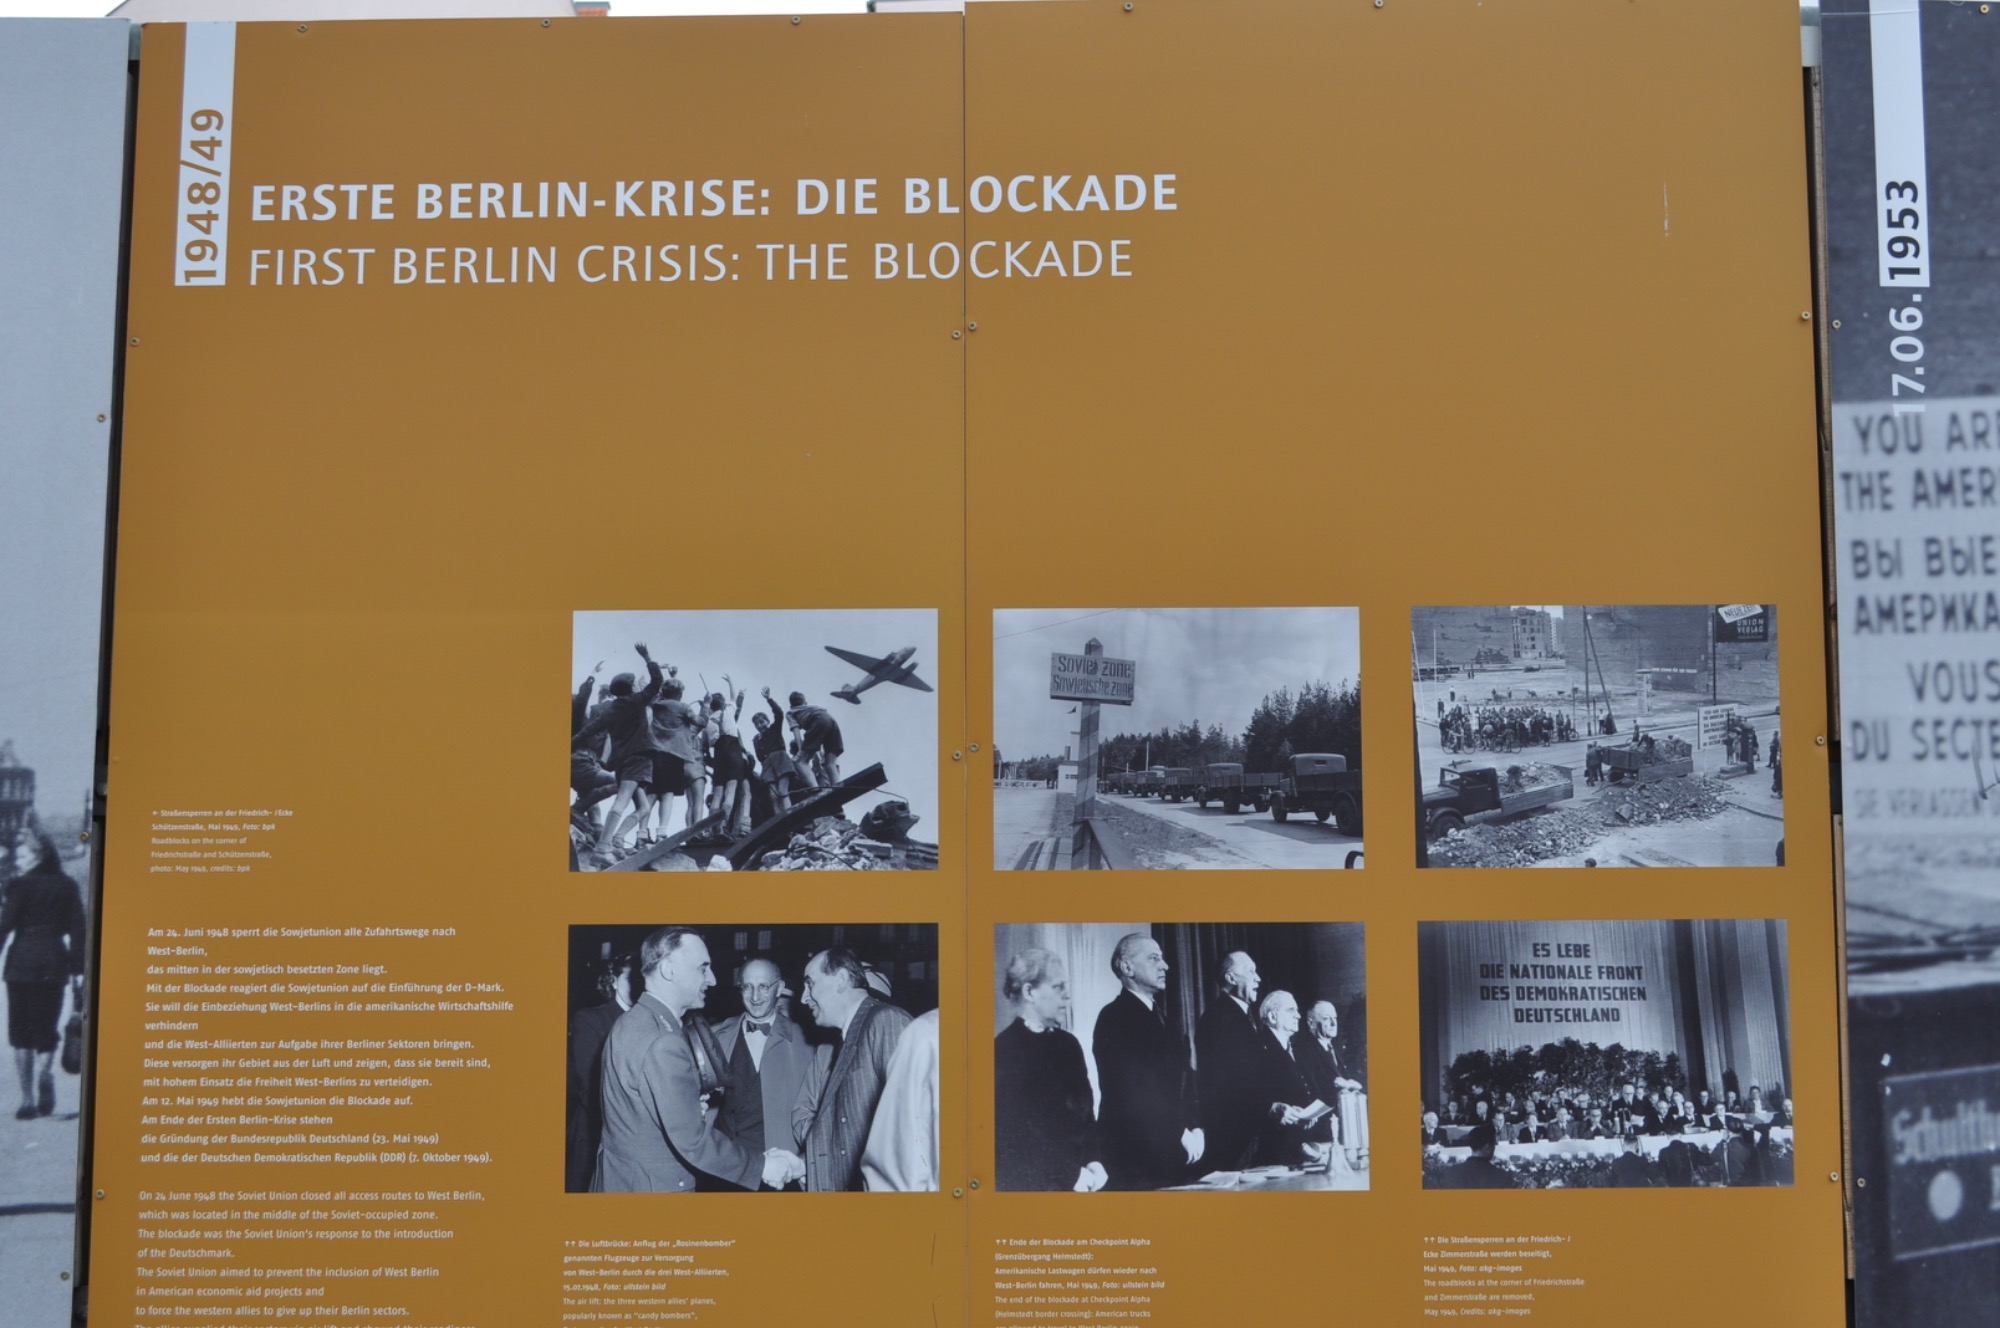 1948/49
ERSTE BERLIN-KRISE: DIE BLOCKADE
FIRST BERLIN CRISIS: THE BLOCKADE
← Straßensperren an der Friedrich- /Ecke
Schützenstraße, Mai 1949, Foto: bpk
Roadblocks on the corner of
Friedrichstraße and Schützenstraße,
photo: May 1949, credits: bpk
Am 24. Juni 1948 sperrt die Sowjetunion alle Zufahrtswege nach
West-Berlin,
das mitten in der sowjetisch besetzten Zone liegt.
Mit der Blockade reagiert die Sowjetunion auf die Einführung der D-Mark.
Sie will die Einbeziehung West-Berlins in die amerikanische Wirtschaftshilfe
verhindern
und die West-Alliierten zur Aufgabe ihrer Berliner Sektoren bringen.
Diese versorgen ihr Gebiet aus der Luft und zeigen, dass sie bereit sind,
mit hohem Einsatz die Freiheit West-Berlins zu verteidigen.
Am 12. Mai 1949 hebt die Sowjetunion die Blockade auf.
Am Ende der Ersten Berlin-Krise stehen
die Gründung der Bundesrepublik Deutschland (23. Mai 1949)
und die der Deutschen Demokratischen Republik (DDR) (7. Oktober 1949).
On 24 June 1948 the Soviet Union closed all access routes to West Berlin,
which was located in the middle of the Soviet-occupied zone.
The blockade was the Soviet Union's response to the introduction
of the Deutschmark.
The Soviet Union aimed to prevent the inclusion of West Berlin
in American economic aid projects and
to force the western allies to give up their Berlin sectors.
Soviet zone
Sowjetische zone
UNION
VERLAG
ES LEBE
DIE NATIONALE FRONT
DES DEMOKRATISCHEN
DEUTSCHLAND
↑↑ Die Luftbrücke: Anflug der „Rosinenbomber"
genannten Flugzeuge zur Versorgung
von West-Berlin durch die drei West-Alliierten,
15.07.1948, Foto: ullstein bild
The air lift: the three western allies' planes,
popularly known as "candy bombers",
↑↑ Ende der Blockade am Checkpoint Alpha
(Grenzübergang Helmstedt):
Amerikanische Lastwagen dürfen wieder nach
West-Berlin fahren, Mai 1949, Foto: ullstein bild
The end of the blockade at Checkpoint Alpha
(Helmstedt border crossing): American trucks
↑↑ Die Straßensperren an der Friedrich- /
Ecke Zimmerstraße werden beseitigt,
Mai 1949, Foto: akg-images
The roadblocks at the corner of Friedrichstraße
and Zimmerstraße are removed,
May 1949, Credits: akg-images
17.06.1953
YOU ARE
THE AMER
ВЫ ВЫЕ
АМЕРИКА
VOUS
DU SECTE
SIE VERLASSEN